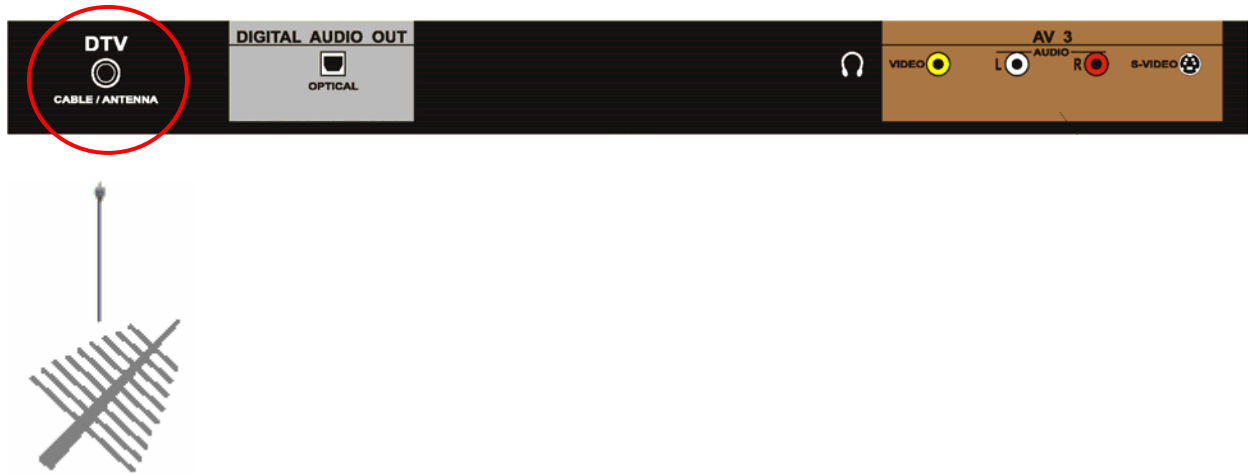 DTV
CABLE / ANTENNA
DIGITAL AUDIO OUT
OPTICAL
AV 3
VIDEO
AUDIO
L
R
S-VIDEO